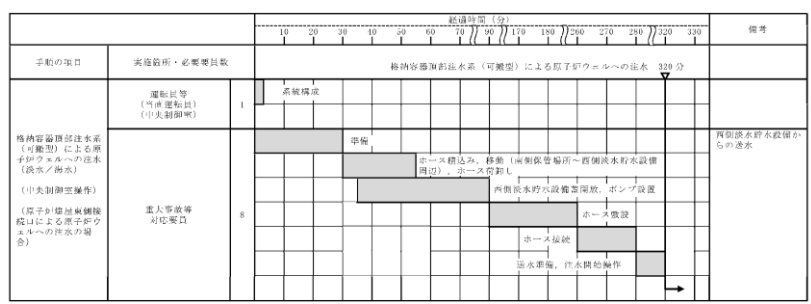 経過時間（分）
10 20 30 40 50 60 70 90 170 180 260 270 280 320 330
備考
手順の項目
実施箇所・必要要員数
格納容器頂部注水系（可搬型）による原子炉ウェルへの注水 320分
運転員等
（当直運転員）
（中央制御室）
1
系統構成
格納容器頂部注水系
（可搬型）による原
子炉ウェルへの注水
（淡水／海水）
（中央制御室操作）
（原子炉建屋東側接
続口による原子炉ウ
ェルへの注水の場
合）
重大事故等
対応要員
8
準備
ホース積込み，移動（南側保管場所～西側淡水貯水設備
周辺），ホース荷卸し
西側淡水貯水設備蓋開放，ポンプ設置
ホース敷設
ホース接続
送水準備，注水開始操作
西側淡水貯水設備か
らの送水